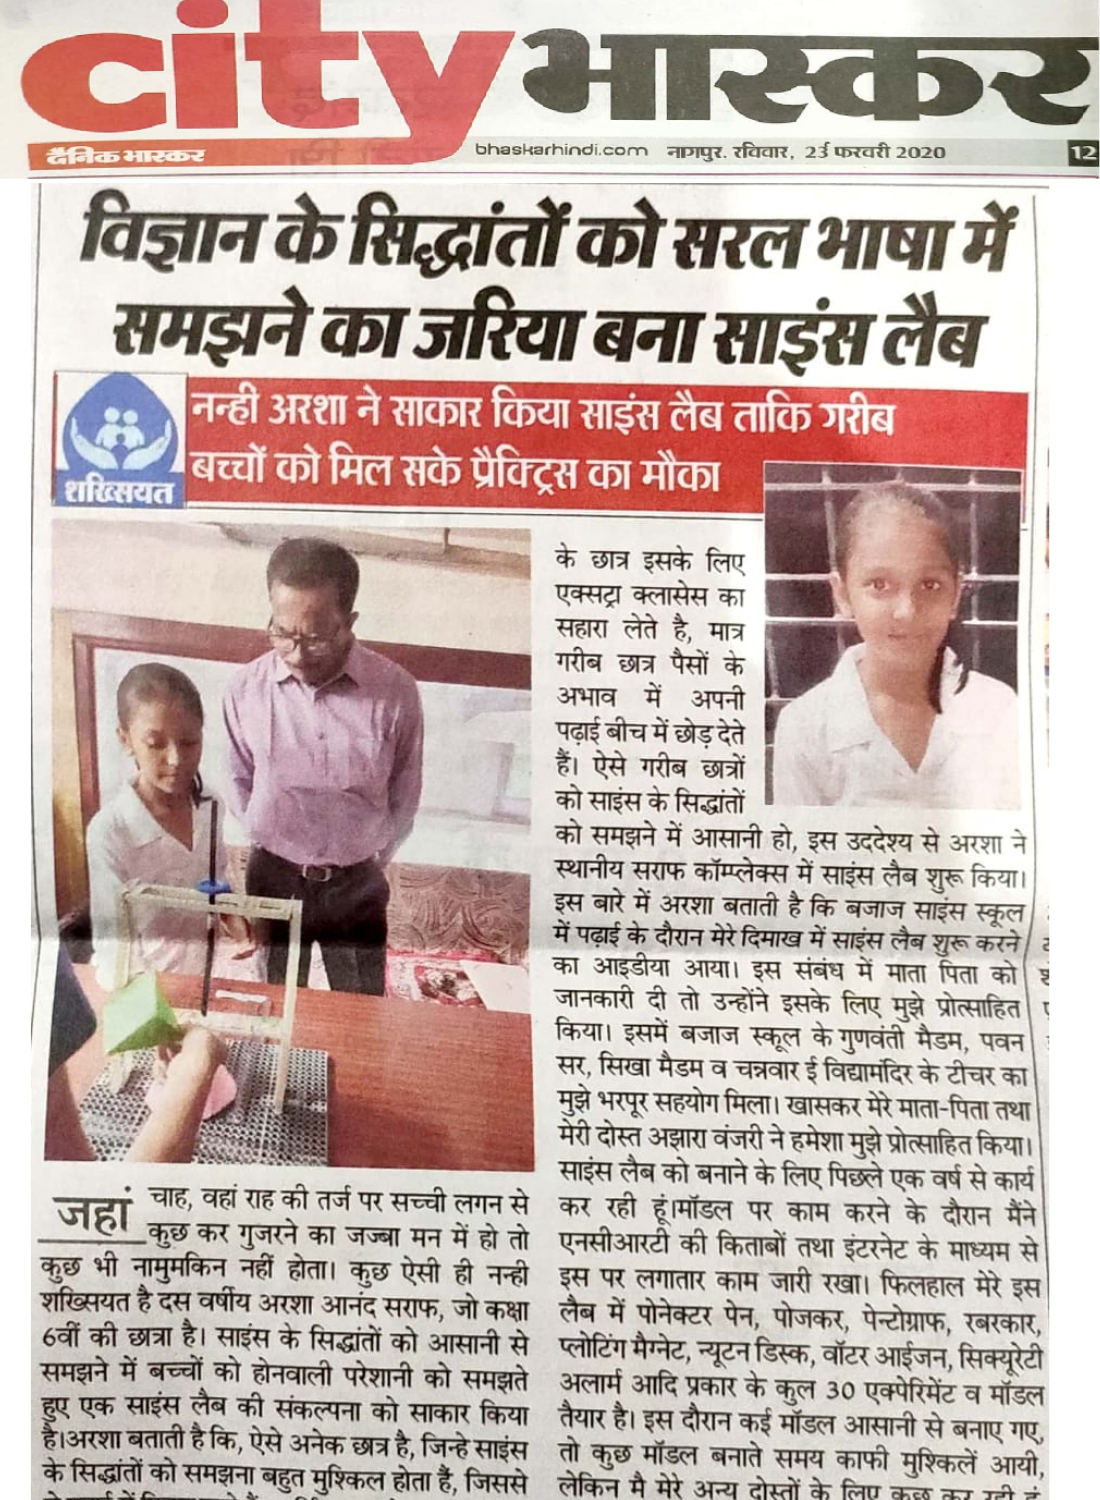 city भास्कर
दैनिक भास्कर
bhaskarhindi.com नागपुर. रविवार, 23 फरवरी 2020
12
विज्ञान के सिद्धांतों को सरल भाषा में
समझने का जरिया बना साइंस लैब
शख्सियत
नन्ही अरशा ने साकार किया साइंस लैब ताकि गरीब
बच्चों को मिल सके प्रैक्ट्रिस का मौका
जहां चाह, वहां राह की तर्ज पर सच्ची लगन से
कुछ कर गुजरने का जज्बा मन में हो तो
कुछ भी नामुमकिन नहीं होता। कुछ ऐसी ही नन्ही
शख्सियत है दस वर्षीय अरशा आनंद सराफ, जो कक्षा
6वीं की छात्रा है। साइंस के सिद्धांतों को आसानी से
समझने में बच्चों को होनवाली परेशानी को समझते
हुए एक साइंस लैब की संकल्पना को साकार किया
है।अरशा बताती है कि, ऐसे अनेक छात्र है, जिन्हे साइंस
के सिद्धांतों को समझना बहुत मुश्किल होता है, जिससे
के छात्र इसके लिए
एक्सट्रा क्लासेस का
सहारा लेते है, मात्र
गरीब छात्र पैसों के
अभाव में अपनी
पढ़ाई बीच में छोड़ देते
हैं। ऐसे गरीब छात्रों
को साइंस के सिद्धांतों
को समझने में आसानी हो, इस उददेश्य से अरशा ने
स्थानीय सराफ कॉम्प्लेक्स में साइंस लैब शुरू किया।
इस बारे में अरशा बताती है कि बजाज साइंस स्कूल
में पढ़ाई के दौरान मेरे दिमाख में साइंस लैब शुरू करने
का आइडीया आया। इस संबंध में माता पिता को
जानकारी दी तो उन्होंने इसके लिए मुझे प्रोत्साहित
किया। इसमें बजाज स्कूल के गुणवंती मैडम, पवन
सर, सिखा मैडम व चन्नवार ई विद्यामंदिर के टीचर का
मुझे भरपूर सहयोग मिला। खासकर मेरे माता-पिता तथा
मेरी दोस्त अझारा वंजरी ने हमेशा मुझे प्रोत्साहित किया।
साइंस लैब को बनाने के लिए पिछले एक वर्ष से कार्य
कर रही हूं।मॉडल पर काम करने के दौरान मैंने
एनसीआरटी की किताबों तथा इंटरनेट के माध्यम से
इस पर लगातार काम जारी रखा। फिलहाल मेरे इस
लैब में पोनेक्टर पेन, पोजकर, पेन्टोग्राफ, रबरकार,
प्लोटिंग मैग्नेट, न्यूटन डिस्क, वॉटर आईजन, सिक्यूरेटी
अलार्म आदि प्रकार के कुल 30 एक्पेरिमेंट व मॉडल
तैयार है। इस दौरान कई मॉडल आसानी से बनाए गए,
तो कुछ मॉडल बनाते समय काफी मुश्किलें आयी,
लेकिन मै मेरे अन्य दोस्तों के लिए कुछ कर रही